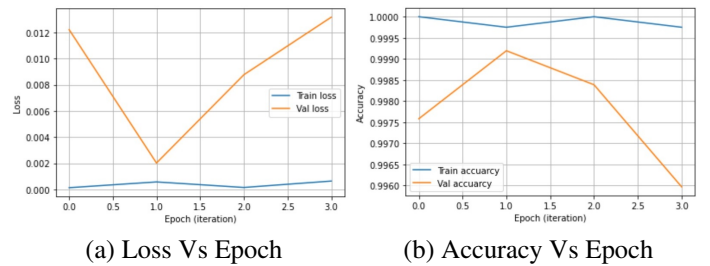 0.012
0.010
0.008
0.006
0.004
0.002
0.000
Loss
Train loss
Val loss
0.0 0.5 1.0 1.5 2.0 2.5 3.0
Epoch (iteration)
(a) Loss Vs Epoch
1.0000
0.9995
0.9990
0.9985
0.9980
0.9975
0.9970
0.9965
0.9960
Accuracy
Train accuarcy
Val accuarcy
0.0 0.5 1.0 1.5 2.0 2.5 3.0
Epoch (iteration)
(b) Accuracy Vs Epoch